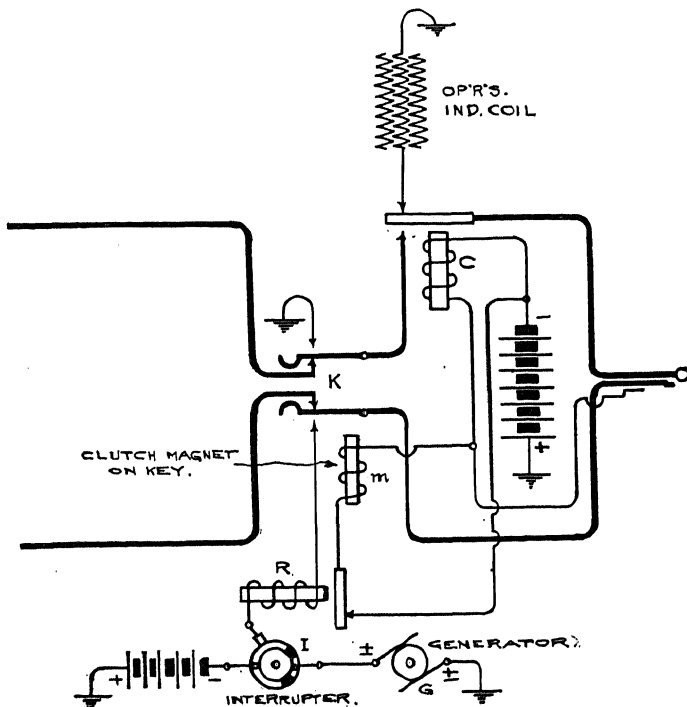 OP'R'S.
IND. COIL
C
-
K
+
CLUTCH MAGNET
ON KEY.
m
R
I
± GENERATOR
+ - G ±
INTERRUPTER.